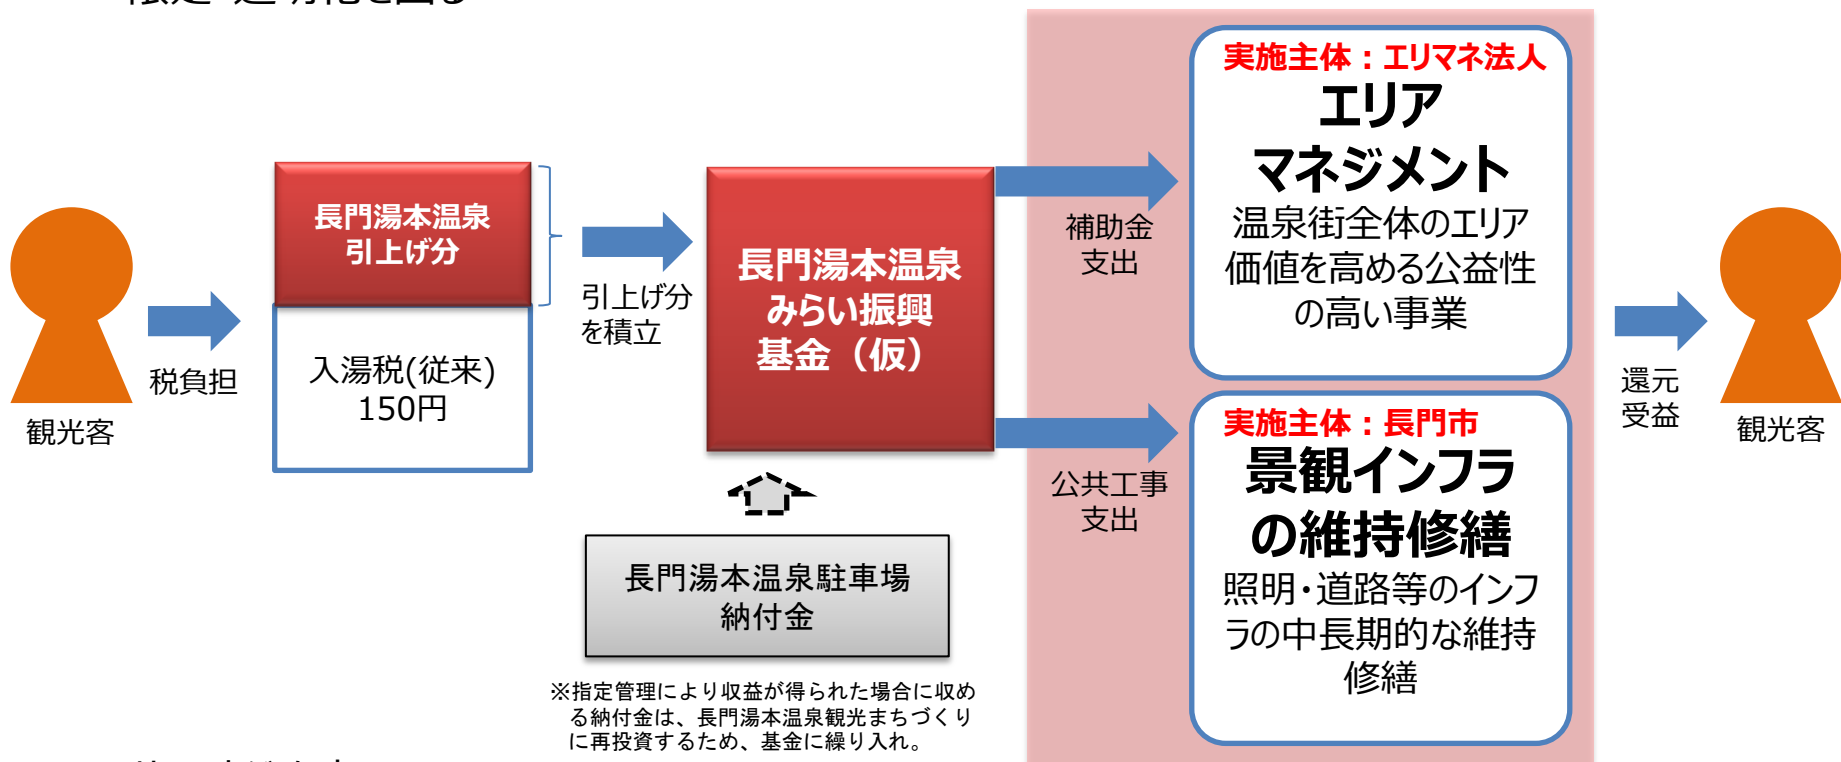 実施主体：エリマネ法人
エリア
マネジメント
温泉街全体のエリア
価値を高める公益性
の高い事業
長門湯本温泉
引上げ分
入湯税(従来)
150円
観光客
税負担
引上げ分
を積立
長門湯本温泉
みらい振興
基金（仮）
補助金
支出
公共工事
支出
長門湯本温泉駐車場
納付金
※指定管理により収益が得られた場合に収め
る納付金は、長門湯本温泉観光まちづくり
に再投資するため、基金に繰り入れ。
実施主体：長門市
景観インフラ
の維持修繕
照明・道路等のインフ
ラの中長期的な維持
修繕
還元
受益
観光客